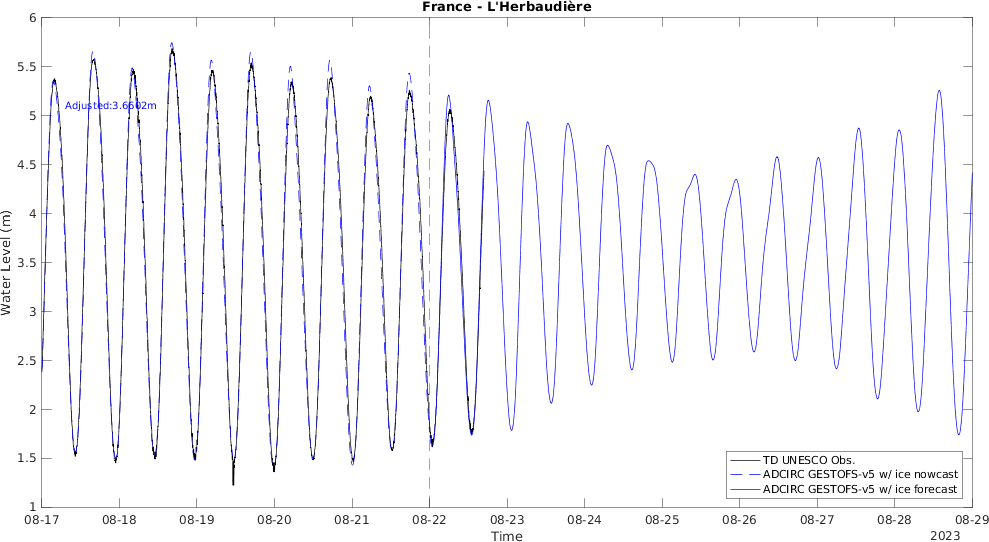 France - L'Herbaudière
6
5.5
5
4.5
4
3.5
3
2.5
2
1.5
1
Water Level (m)
Adjusted:3.6502m
TD UNESCO Obs.
ADCIRC GESTOFS-v5 w/ ice nowcast
ADCIRC GESTOFS-v5 w/ ice forecast
08-17 08-18 08-19 08-20 08-21 08-22 08-23 08-24 08-25 08-26 08-27 08-28 08-29
Time
2023